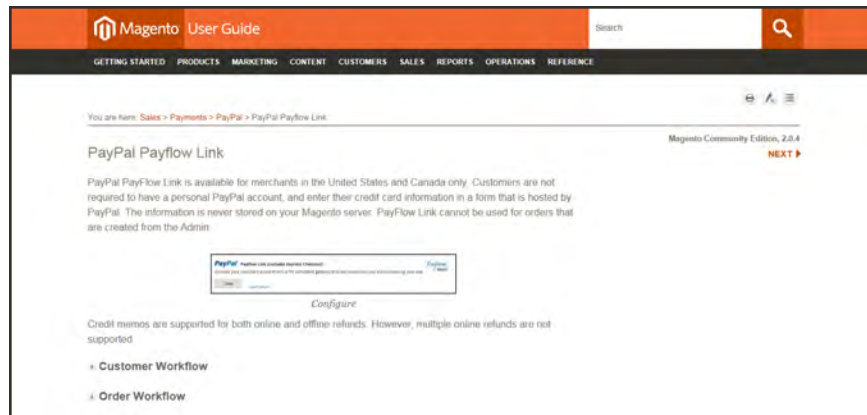 Magento User Guide
Search
GETTING STARTED PRODUCTS MARKETING CONTENT CUSTOMERS SALES REPORTS OPERATIONS REFERENCE
You are here: Sales > Payments > PayPal > PayPal Payflow Link
Magento Community Edition, 2.0.4
NEXT
PayPal Payflow Link
PayPal PayFlow Link is available for merchants in the United States and Canada only. Customers are not
required to have a personal PayPal account, and enter their credit card information in a form that is hosted by
PayPal. The information is never stored on your Magento server. PayFlow Link cannot be used for orders that
are created from the Admin.
PayPal Payflow Link (Includes Express Checkout)
Configure
Credit memos are supported for both online and offline refunds. However, multiple online refunds are not
supported.
Customer Workflow
Order Workflow